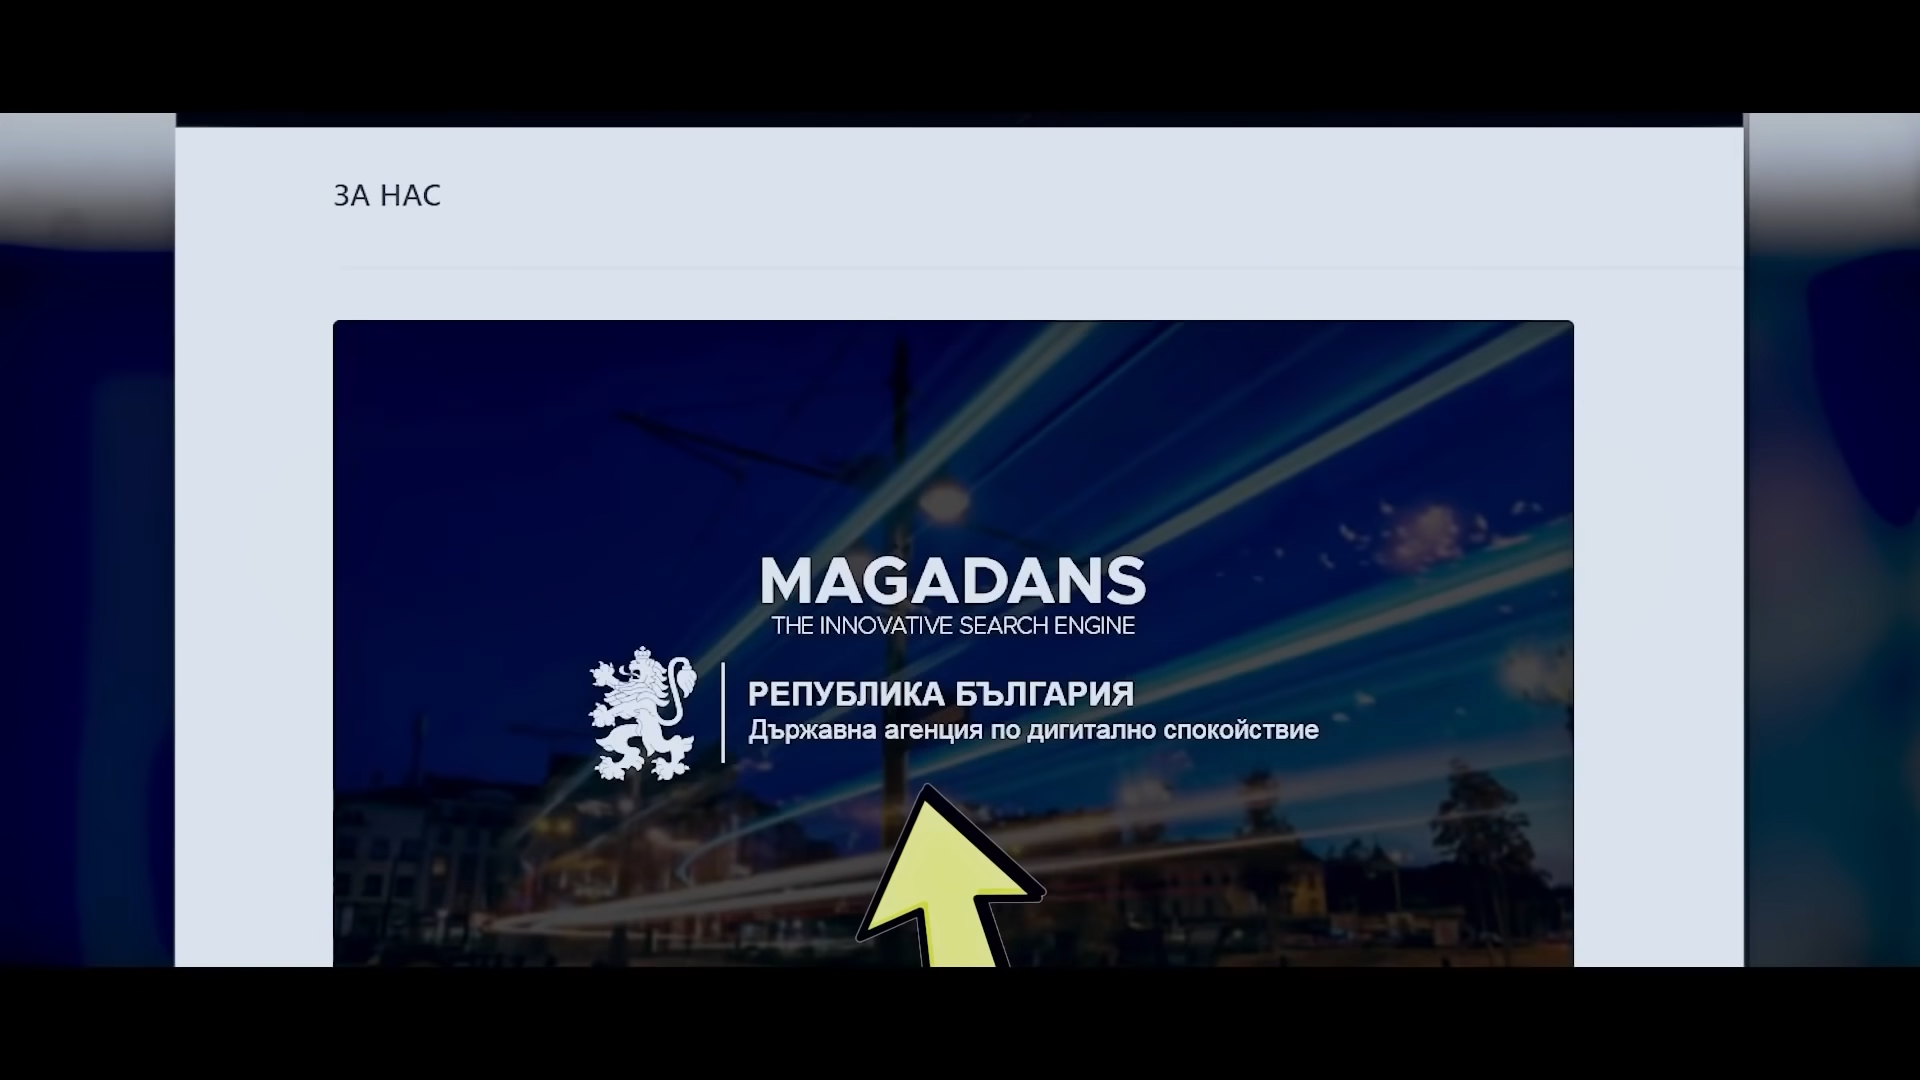 ЗА НАС
MAGADANS
THE INNOVATIVE SEARCH ENGINE
РЕПУБЛИКА БЪЛГАРИЯ
Държавна агенция по дигитално спокойствие